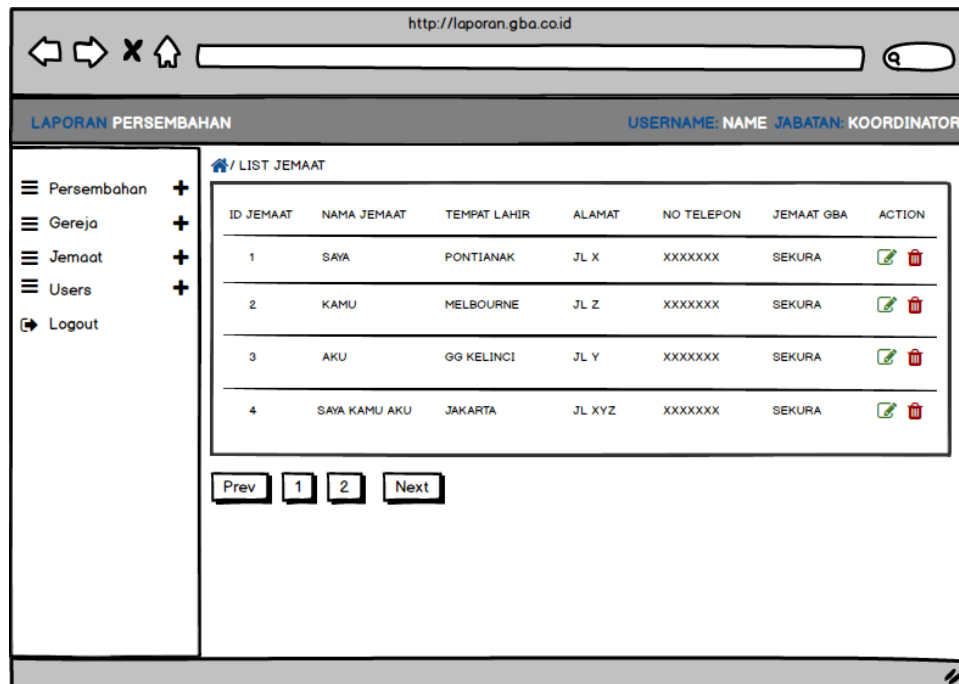 http://laporan.gba.co.id
LAPORAN PERSEMBAHAN USERNAME: NAME JABATAN: KOORDINATOR
/ LIST JEMAAT
Persembahan
Gereja
Jemaat
Users
Logout
ID JEMAAT NAMA JEMAAT TEMPAT LAHIR ALAMAT NO TELEPON JEMAAT GBA ACTION
1 SAYA PONTIANAK JL X XXXXXXX SEKURA
2 KAMU MELBOURNE JL Z XXXXXXX SEKURA
3 AKU GG KELINCI JL Y XXXXXXX SEKURA
4 SAYA KAMU AKU JAKARTA JL XYZ XXXXXXX SEKURA
Prev 1 2 Next